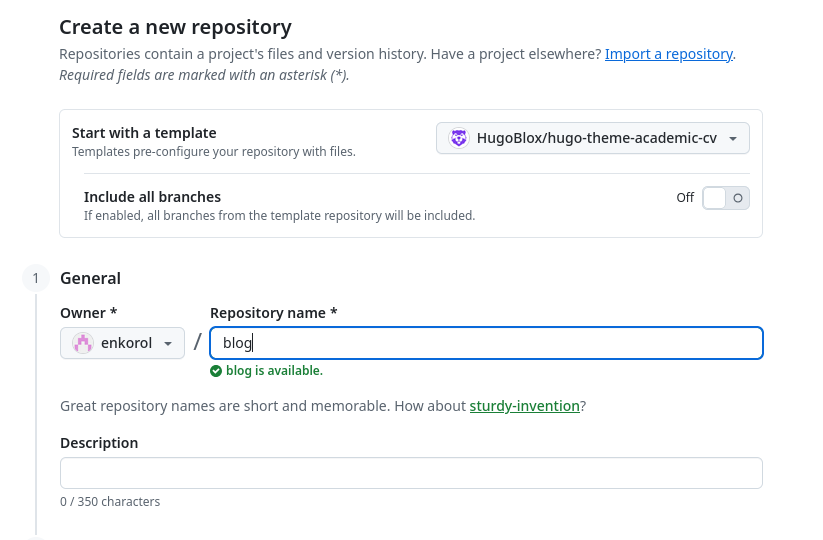 Create a new repository
Repositories contain a project's files and version history. Have a project elsewhere? Import a repository.
Required fields are marked with an asterisk (*).
Start with a template
HugoBlox/hugo-theme-academic-cv
Templates pre-configure your repository with files.
Include all branches
Off
If enabled, all branches from the template repository will be included.
1 General
Owner * Repository name *
enkorol / blog
blog is available.
Great repository names are short and memorable. How about sturdy-invention?
Description
0 / 350 characters